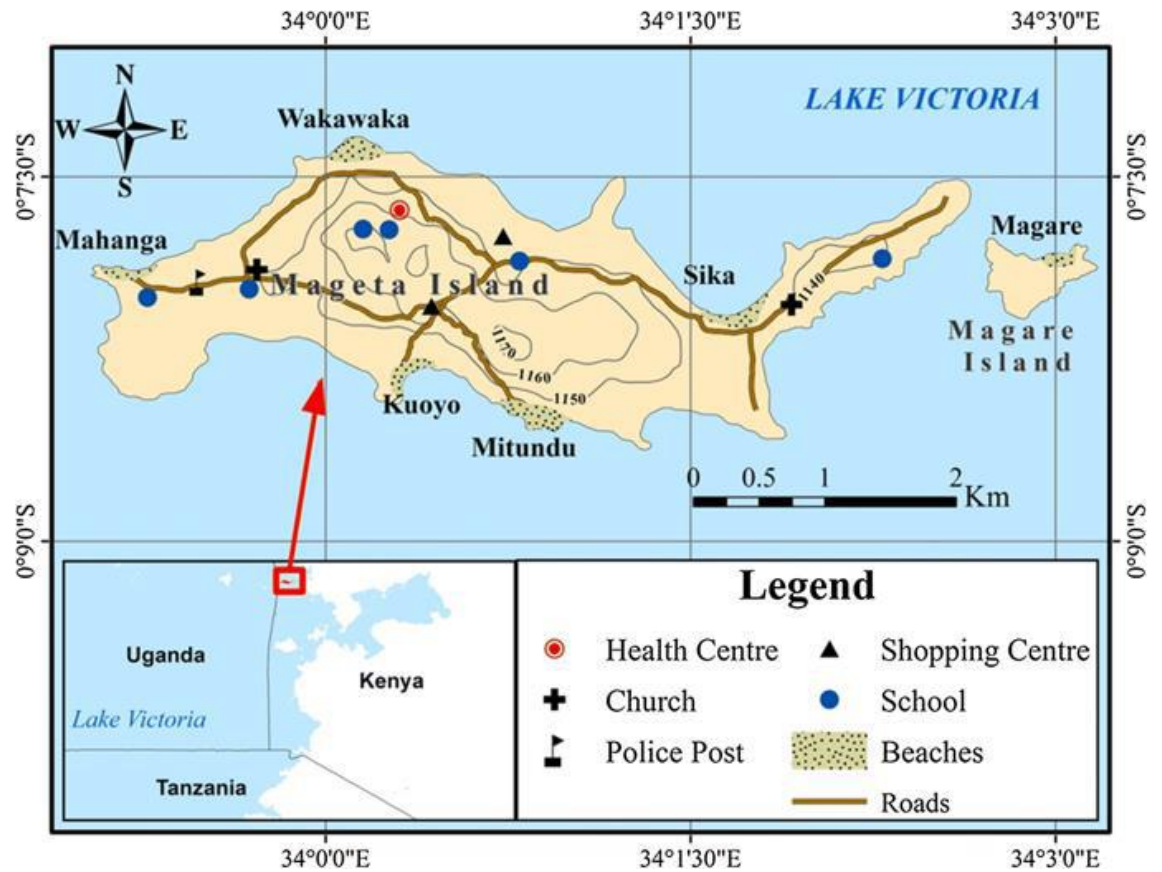 34°0'0"E
34°1'30"E
34°3'0"E
N
W
E
S
LAKE VICTORIA
Wakawaka
0°7'30"S
0°7'30"S
Mahanga
Magare
Sika
Mageta Island
1140
Magare
Island
1170
1160
1150
Kuoyo
Mitundu
0
0.5
1
2
Km
0°9'0"S
0°9'0"S
Uganda
Kenya
Lake Victoria
Tanzania
Legend
Health Centre
Shopping Centre
Church
School
Police Post
Beaches
Roads
34°0'0"E
34°1'30"E
34°3'0"E